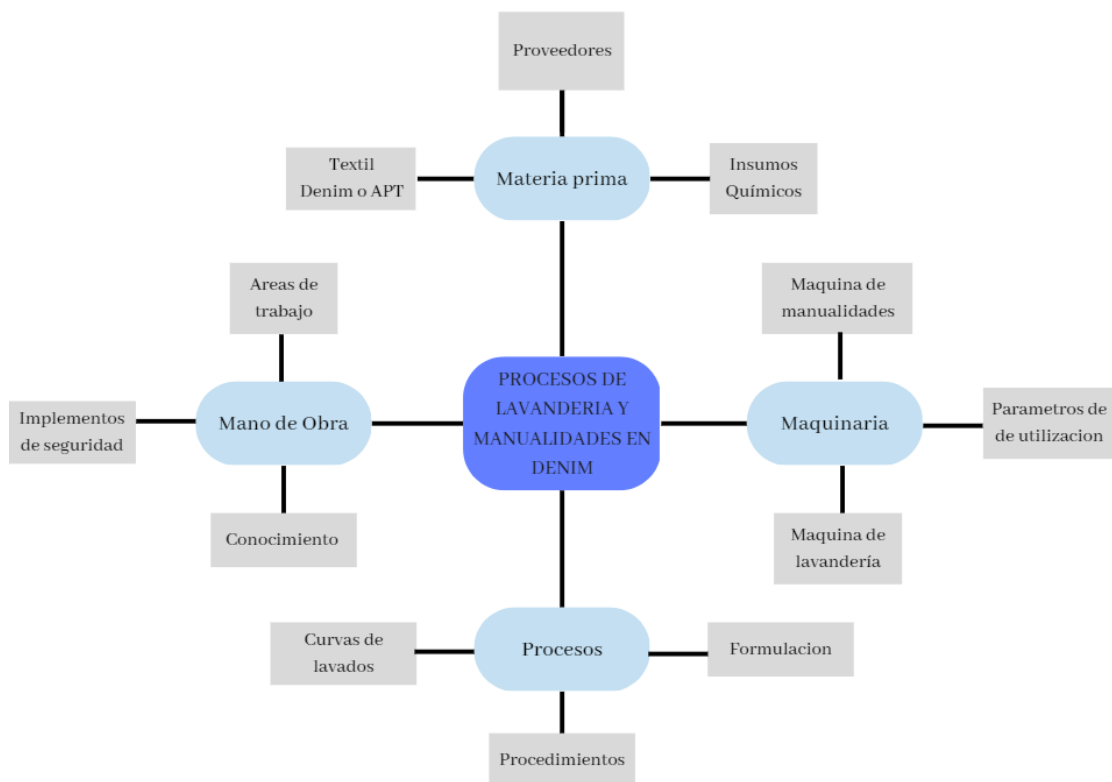 Proveedores
Textil
Denim o APT
Materia prima
Insumos
Químicos
Areas de
trabajo
Maquina de
manualidades
Implementos
de seguridad
Mano de Obra
PROCESOS DE
LAVANDERIA Y
MANUALIDADES EN
DENIM
Maquinaria
Parametros de
de utilizacion
Conocimiento
Maquina de
lavandería
Curvas de
lavados
Procesos
Formulacion
Procedimientos